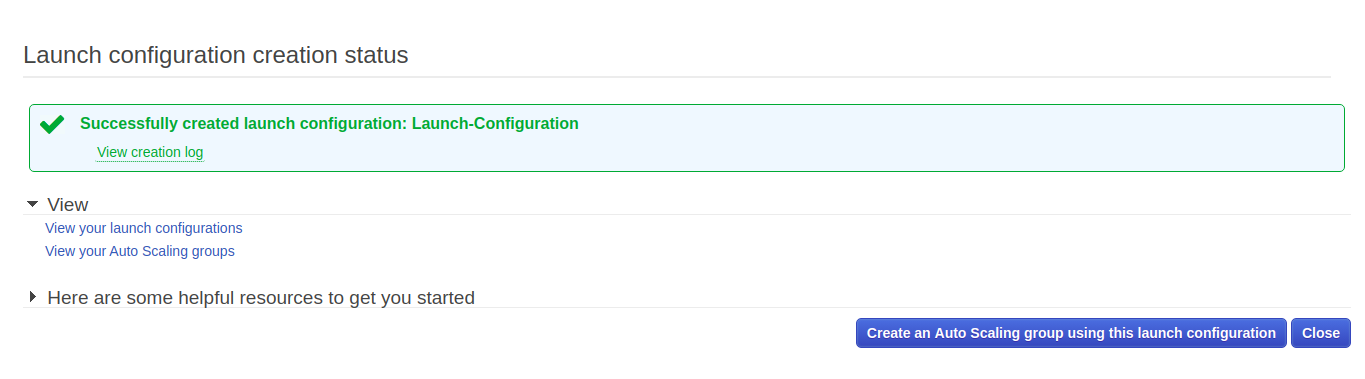 Launch configuration creation status
Successfully created launch configuration: Launch-Configuration
View creation log
View
View your launch configurations
View your Auto Scaling groups
Here are some helpful resources to get you started
Create an Auto Scaling group using this launch configuration Close